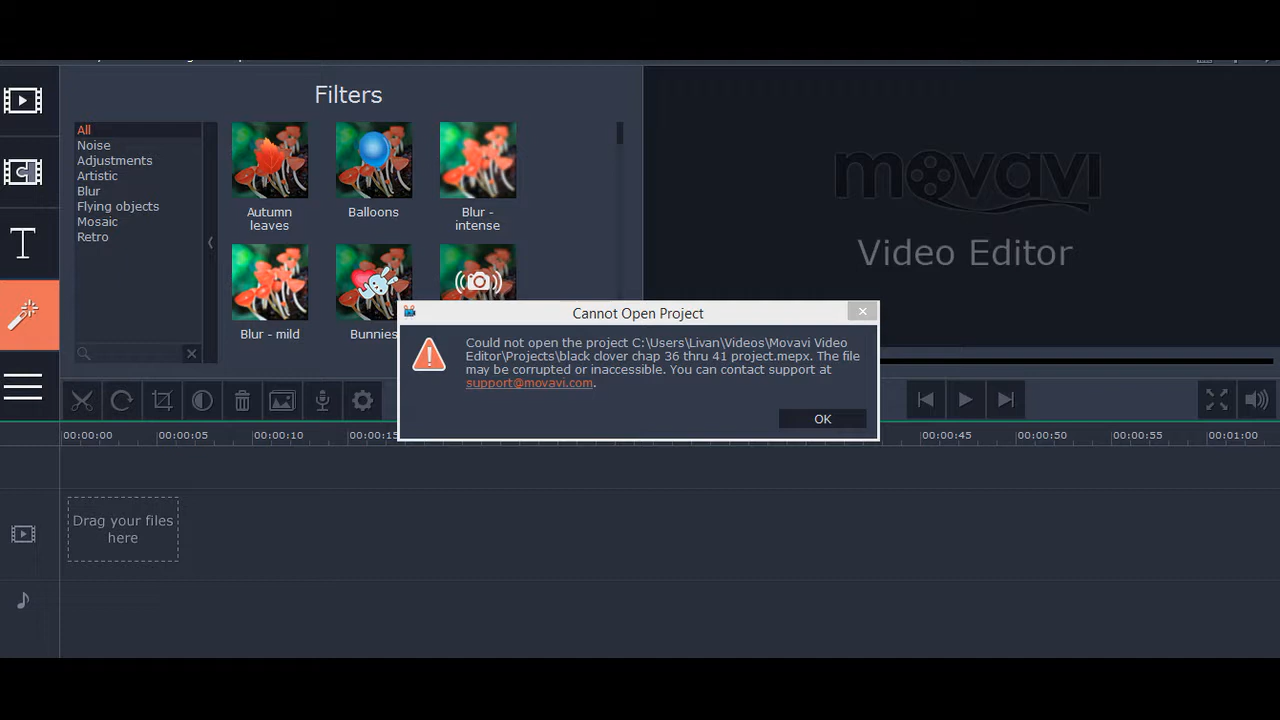 Filters
All
Noise
Adjustments
Artistic
Blur
Flying objects
Mosaic
Retro
Autumn
leaves
Balloons
Blur -
intense
Blur - mild
Bunnies
movavi
Video Editor
Cannot Open Project
Could not open the project C:\Users\Livan\Videos\Movavi Video
Editor\Projects\black clover chap 36 thru 41 project.mepx. The file
may be corrupted or inaccessible. You can contact support at
support@movavi.com.
OK
00:00:00
00:00:05
00:00:10
00:00:15
00:00:45
00:00:50
00:00:55
00:01:00
Drag your files
here